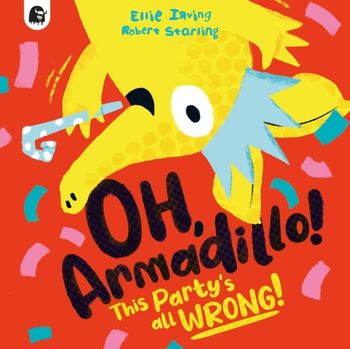 Ellie Irving
Robert Starling
OH,
Armadillo!
This Party's
all WRONG!